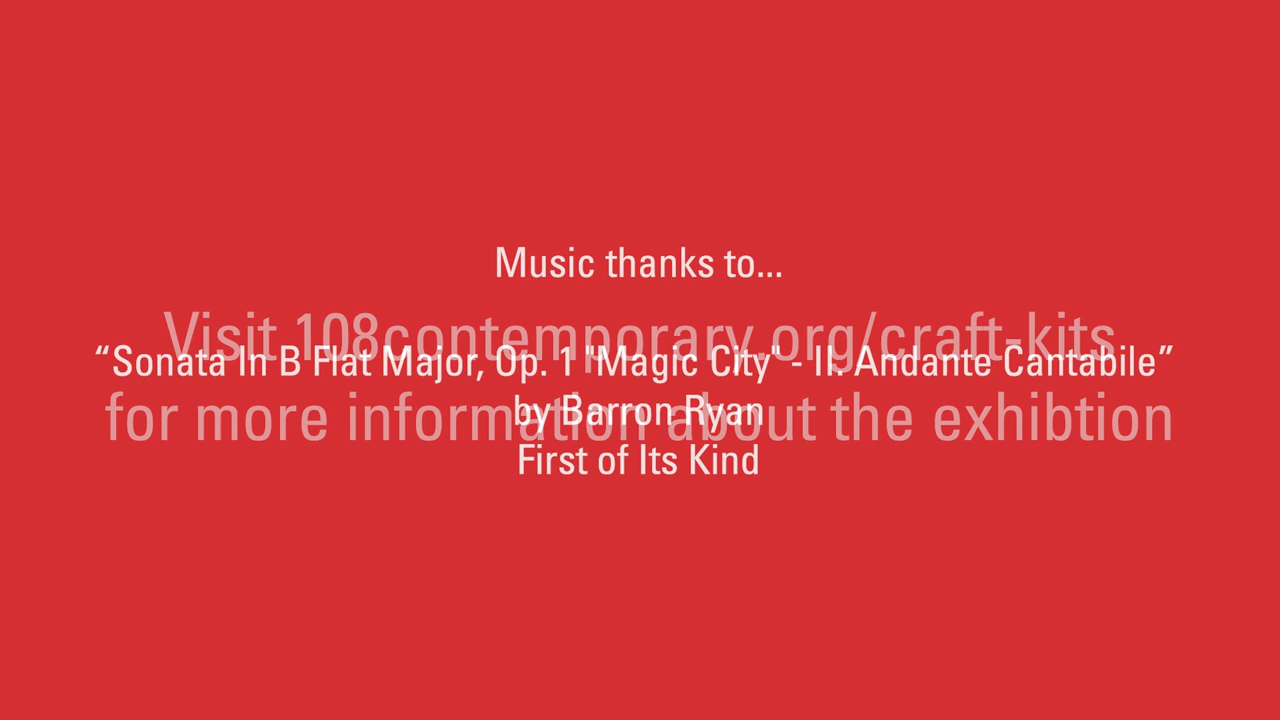 Music thanks to...
Visit 108contemporary.org/craft-kits
“Sonata In B Flat Major, Op. 1 "Magic City" - II. Andante Cantabile”
by Barron Ryan
for more information about the exhibtion
First of Its Kind